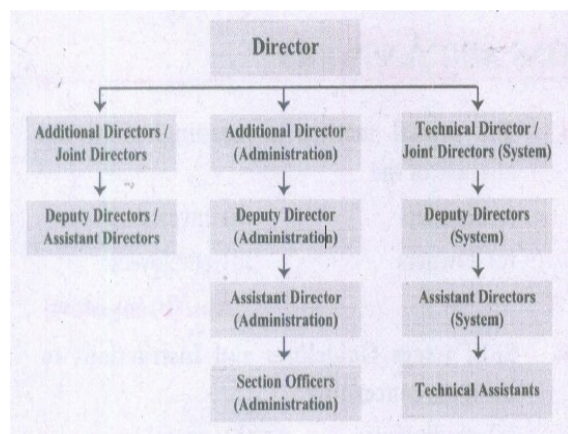 Director
Additional Directors /
Joint Directors
Additional Director
(Administration)
Technical Director /
Joint Directors (System)
Deputy Directors /
Assistant Directors
Deputy Director
(Administration)
Deputy Directors
(System)
Assistant Director
(Administration)
Assistant Directors
(System)
Section Officers
(Administration)
Technical Assistants